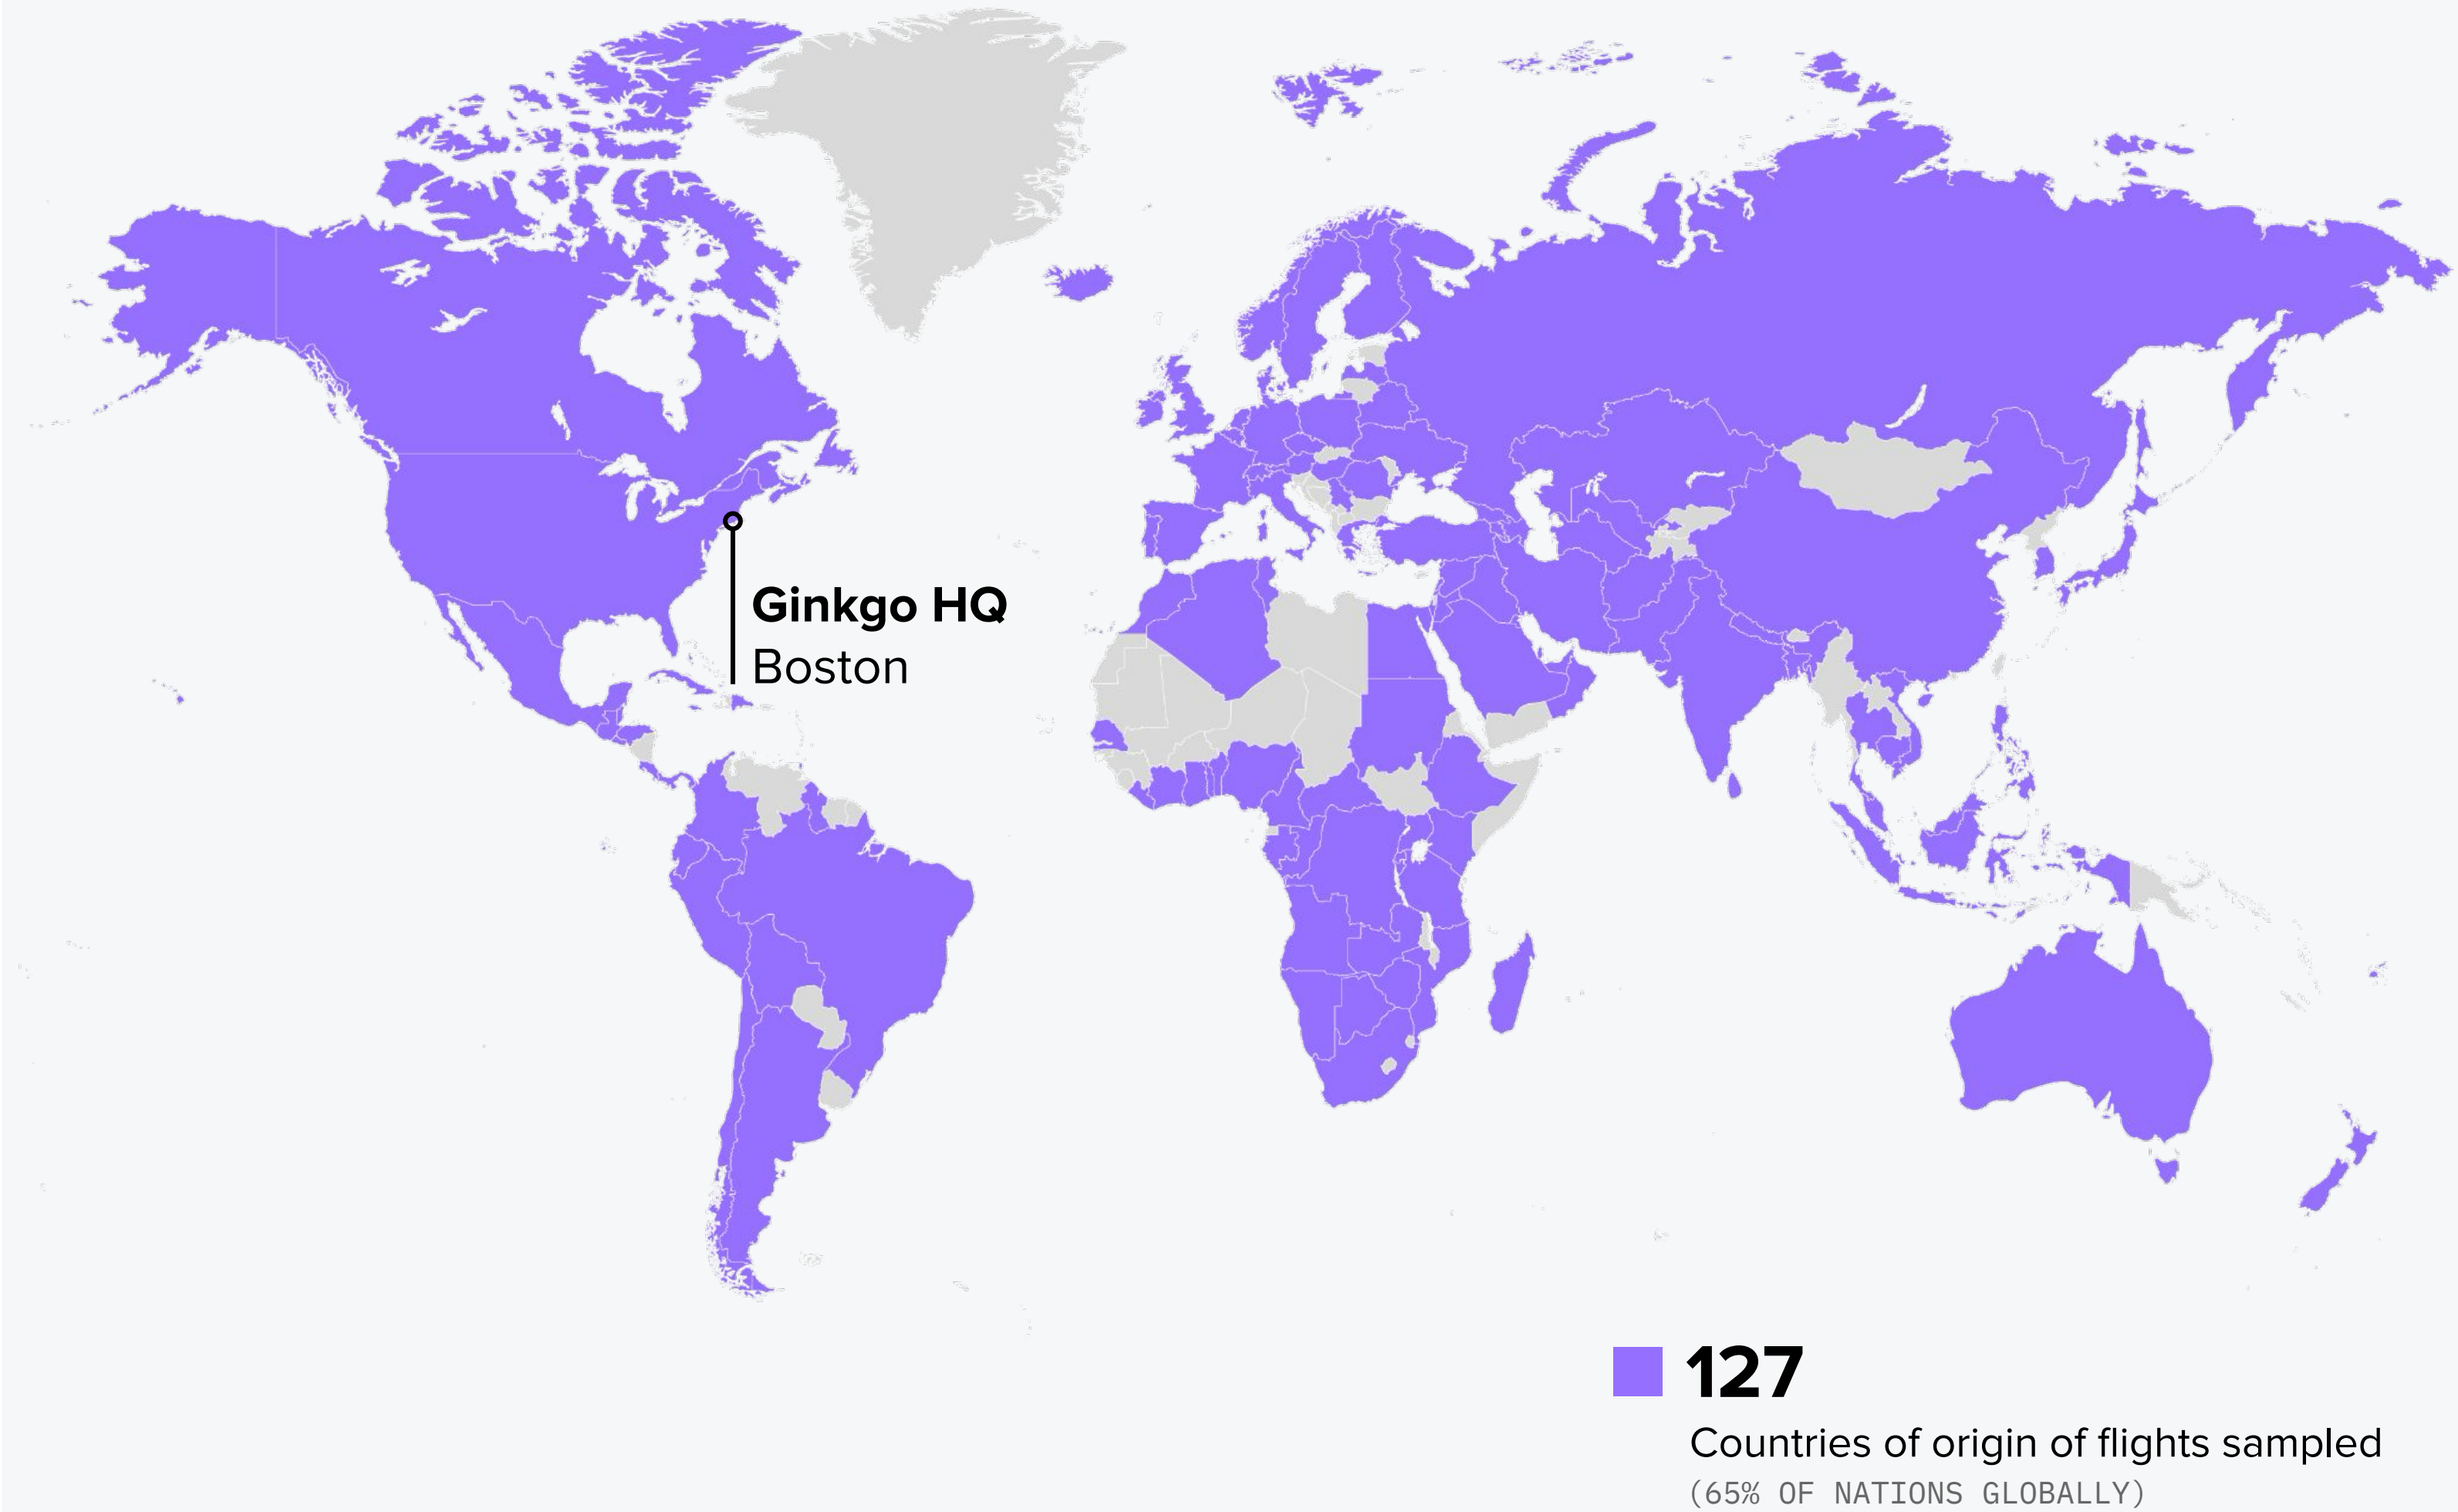 Ginkgo HQ
Boston
127
Countries of origin of flights sampled
(65% OF NATIONS GLOBALLY)